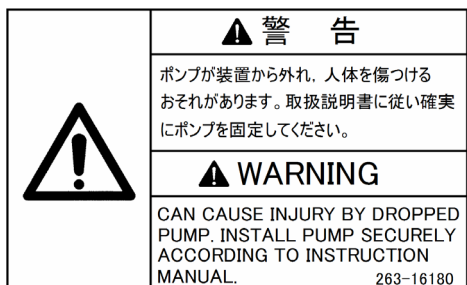 警 告
ポンプが装置から外れ，人体を傷つける
おそれがあります。取扱説明書に従い確実
にポンプを固定してください。
WARNING
CAN CAUSE INJURY BY DROPPED
PUMP. INSTALL PUMP SECURELY
ACCORDING TO INSTRUCTION
MANUAL. 263-16180